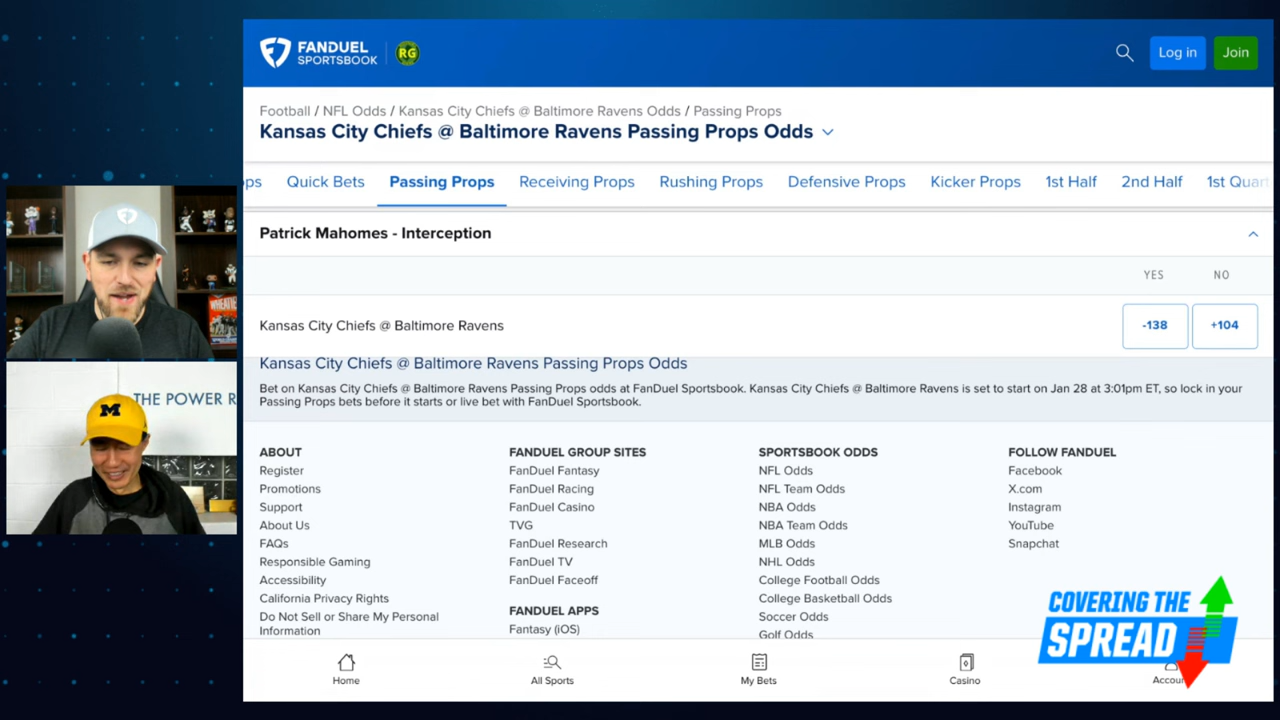 FANDUEL
SPORTSBOOK
RG
Log in
Join
Football / NFL Odds / Kansas City Chiefs @ Baltimore Ravens Odds / Passing Props
Kansas City Chiefs @ Baltimore Ravens Passing Props Odds
ps Quick Bets Passing Props Receiving Props Rushing Props Defensive Props Kicker Props 1st Half 2nd Half 1st Quart
Patrick Mahomes - Interception
YES NO
Kansas City Chiefs @ Baltimore Ravens -138 +104
Kansas City Chiefs @ Baltimore Ravens Passing Props Odds
Bet on Kansas City Chiefs @ Baltimore Ravens Passing Props odds at FanDuel Sportsbook. Kansas City Chiefs @ Baltimore Ravens is set to start on Jan 28 at 3:01pm ET, so lock in your
Passing Props bets before it starts or live bet with FanDuel Sportsbook.
ABOUT
Register
Promotions
Support
About Us
FAQs
Responsible Gaming
Accessibility
California Privacy Rights
Do Not Sell or Share My Personal
Information
FANDUEL GROUP SITES
FanDuel Fantasy
FanDuel Racing
FanDuel Casino
TVG
FanDuel Research
FanDuel TV
FanDuel Faceoff
FANDUEL APPS
Fantasy (iOS)
SPORTSBOOK ODDS
NFL Odds
NFL Team Odds
NBA Odds
NBA Team Odds
MLB Odds
NHL Odds
College Football Odds
College Basketball Odds
Soccer Odds
Golf Odds
FOLLOW FANDUEL
Facebook
X.com
Instagram
YouTube
Snapchat
Home
All Sports
My Bets
Casino
Accou
COVERING THE
SPREAD
WHEATIES
THE POWER R
M